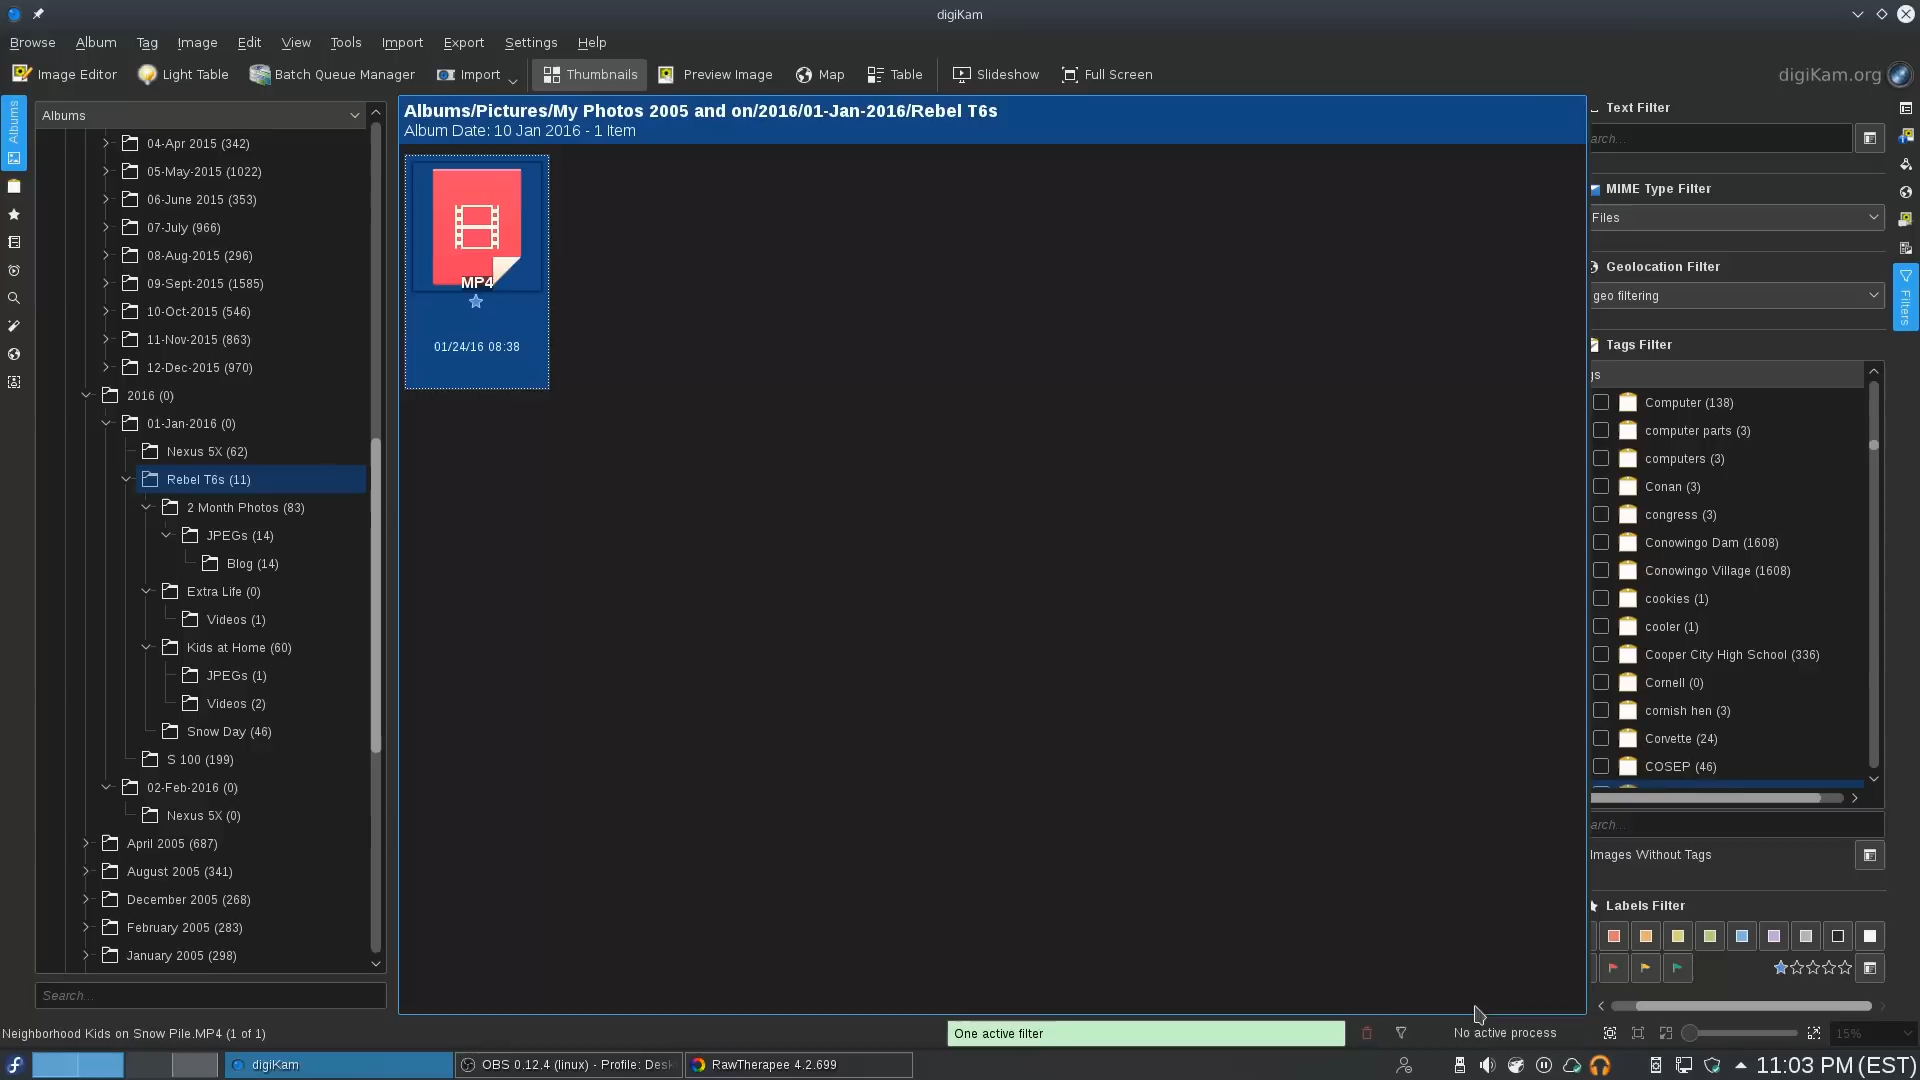 digiKam
Browse Album Tag Image Edit View Tools Import Export Settings Help
Image Editor Light Table Batch Queue Manager Import Thumbnails Preview Image Map Table Slideshow Full Screen digiKam.org
Albums
Albums
04-Apr 2015 (342)
05-May-2015 (1022)
06-June 2015 (353)
07-July (966)
08-Aug-2015 (296)
09-Sept-2015 (1585)
10-Oct-2015 (546)
11-Nov-2015 (863)
12-Dec-2015 (970)
2016 (0)
01-Jan-2016 (0)
Nexus 5X (62)
Rebel T6s (11)
2 Month Photos (83)
JPEGs (14)
Blog (14)
Extra Life (0)
Videos (1)
Kids at Home (60)
JPEGs (1)
Videos (2)
Snow Day (46)
S 100 (199)
02-Feb-2016 (0)
Nexus 5X (0)
April 2005 (687)
August 2005 (341)
December 2005 (268)
February 2005 (283)
January 2005 (298)
Search...
Albums/Pictures/My Photos 2005 and on/2016/01-Jan-2016/Rebel T6s
Album Date: 10 Jan 2016 - 1 Item
MP4
01/24/16 08:38
Text Filter
arch...
MIME Type Filter
Files
Geolocation Filter
geo filtering
Tags Filter
gs
Computer (138)
computer parts (3)
computers (3)
Conan (3)
congress (3)
Conowingo Dam (1608)
Conowingo Village (1608)
cookies (1)
cooler (1)
Cooper City High School (336)
Cornell (0)
cornish hen (3)
Corvette (24)
COSEP (46)
arch...
Images Without Tags
Labels Filter
Filters
Neighborhood Kids on Snow Pile.MP4 (1 of 1)
One active filter
No active process
15%
digiKam
OBS 0.12.4 (linux) - Profile: Desk
RawTherapee 4.2.699
11:03 PM (EST)